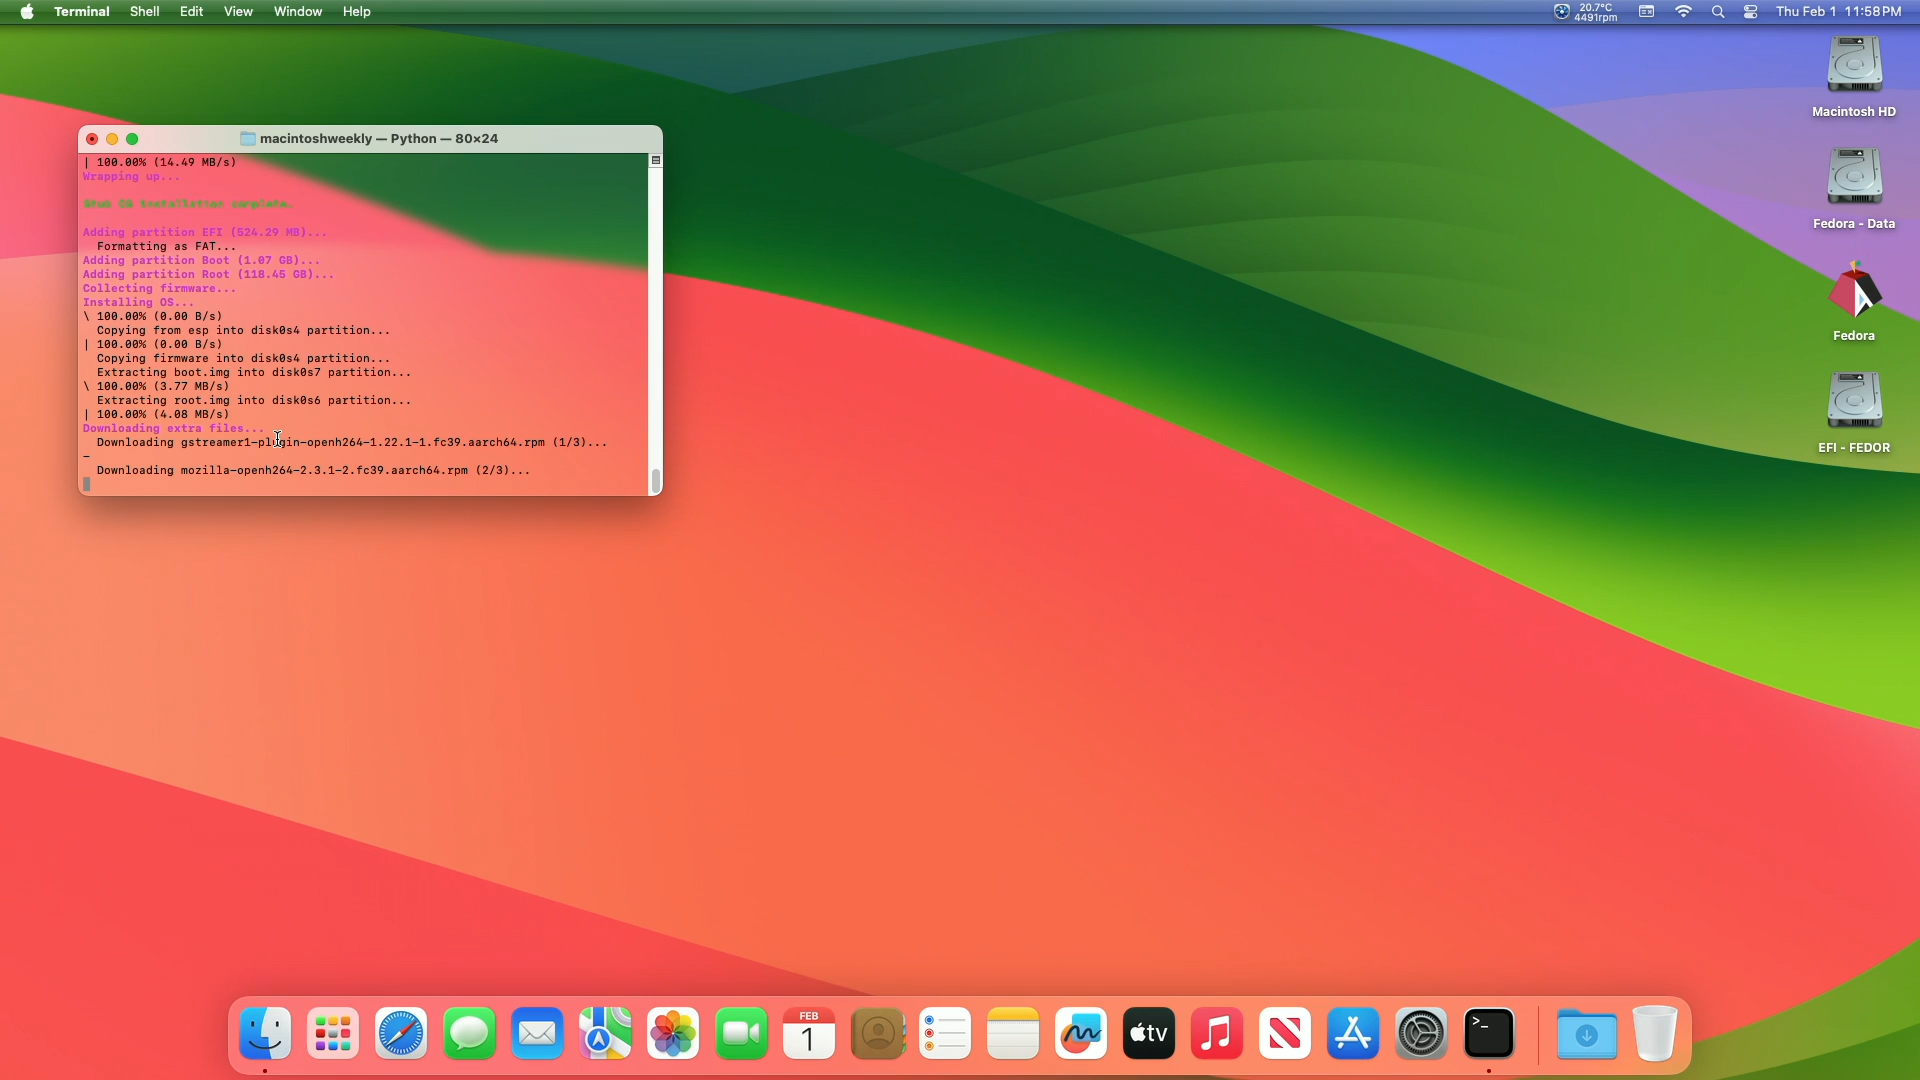 Terminal Shell Edit View Window Help
20.7°C
4491rpm
Thu Feb 1 11:58 PM
Macintosh HD
Fedora - Data
Fedora
EFI - FEDOR
macintoshweekly — Python — 80×24
| 100.00% (14.49 MB/s)
Wrapping up...
Stub OS installation complete.
Adding partition EFI (524.29 MB)...
Formatting as FAT...
Adding partition Boot (1.07 GB)...
Adding partition Root (118.45 GB)...
Collecting firmware...
Installing OS...
\ 100.00% (0.00 B/s)
Copying from esp into disk0s4 partition...
| 100.00% (0.00 B/s)
Copying firmware into disk0s4 partition...
Extracting boot.img into disk0s7 partition...
\ 100.00% (3.77 MB/s)
Extracting root.img into disk0s6 partition...
| 100.00% (4.08 MB/s)
Downloading extra files...
Downloading gstreamer1-plugin-openh264-1.22.1-1.fc39.aarch64.rpm (1/3)...
-
Downloading mozilla-openh264-2.3.1-2.fc39.aarch64.rpm (2/3)...
FEB
1
tv
>_